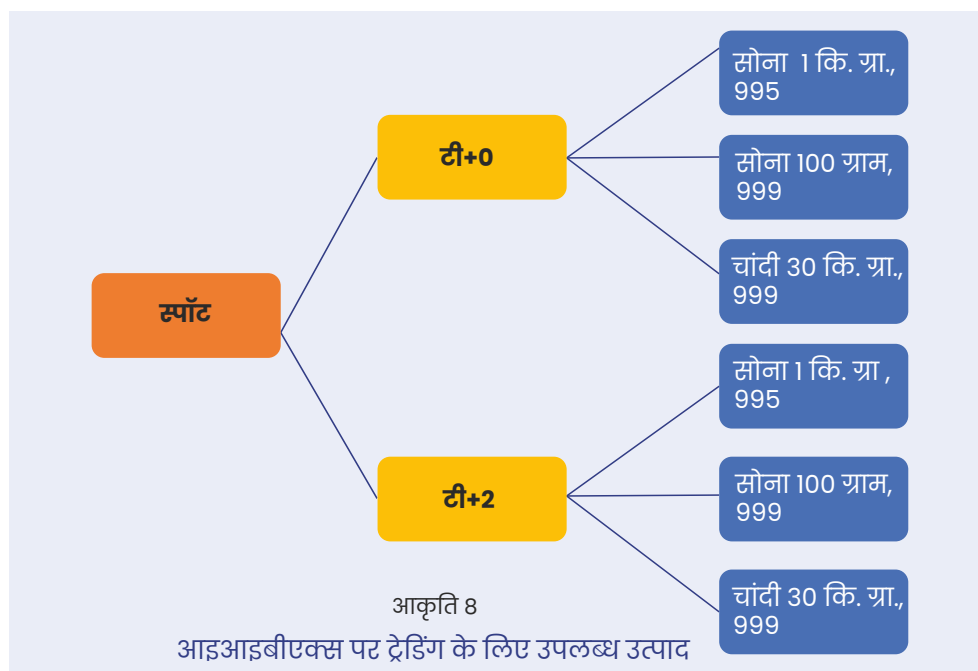 स्पॉट
टी+0
सोना 1 कि. ग्रा.,
995
सोना 100 ग्राम,
999
चांदी 30 कि. ग्रा.,
999
टी+2
सोना 1 कि. ग्रा ,
995
सोना 100 ग्राम,
999
चांदी 30 कि. ग्रा.,
999
आकृति 8
आइआइबीएक्स पर ट्रेडिंग के लिए उपलब्ध उत्पाद